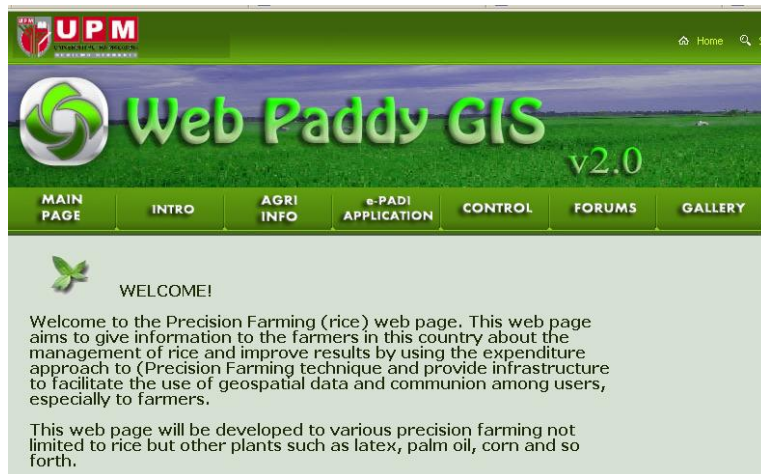 UPM
Home
Web Paddy GIS
v2.0
MAIN PAGE
INTRO
AGRI INFO
e-PADI APPLICATION
CONTROL
FORUMS
GALLERY
WELCOME!
Welcome to the Precision Farming (rice) web page. This web page
aims to give information to the farmers in this country about the
management of rice and improve results by using the expenditure
approach to (Precision Farming technique and provide infrastructure
to facilitate the use of geospatial data and communion among users,
especially to farmers.
This web page will be developed to various precision farming not
limited to rice but other plants such as latex, palm oil, corn and so
forth.